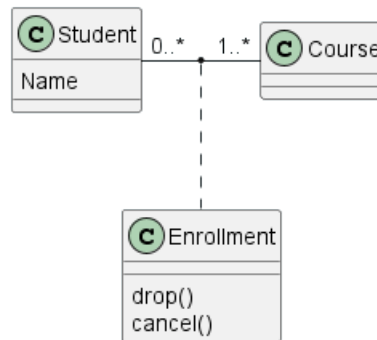 C Student
0..* 1..*
C Course
Name
C Enrollment
drop()
cancel()